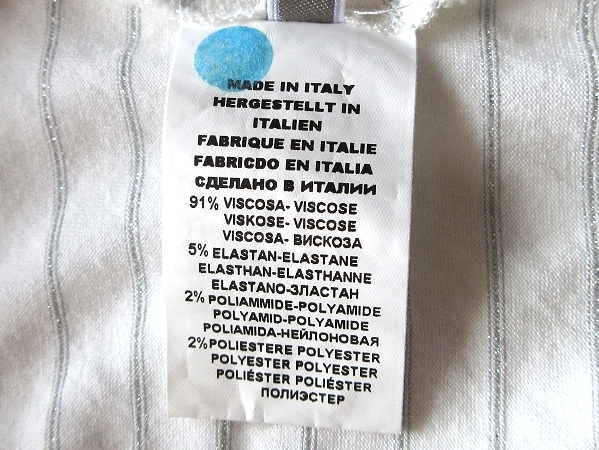 MADE IN ITALY
HERGESTELLT IN
ITALIEN
FABRIQUE EN ITALIE
FABRICDO EN ITALIA
СДЕЛАНО В ИТАЛИИ
91% VISCOSA- VISCOSE
VISKOSE- VISCOSE
VISCOSA- ВИСКОЗА
5% ELASTAN-ELASTANE
ELASTHAN-ELASTHANNE
ELASTANO-ЗЛАСТАН
2% POLIAMMIDE-POLYAMIDE
POLYAMID-POLYAMIDE
POLIAMIDA-НЕЙЛОНОВАЯ
2%POLIESTERE POLYESTER
POLYESTER POLYESTER
POLIÉSTER POLIÉSTER
ПОЛИЭСТЕР